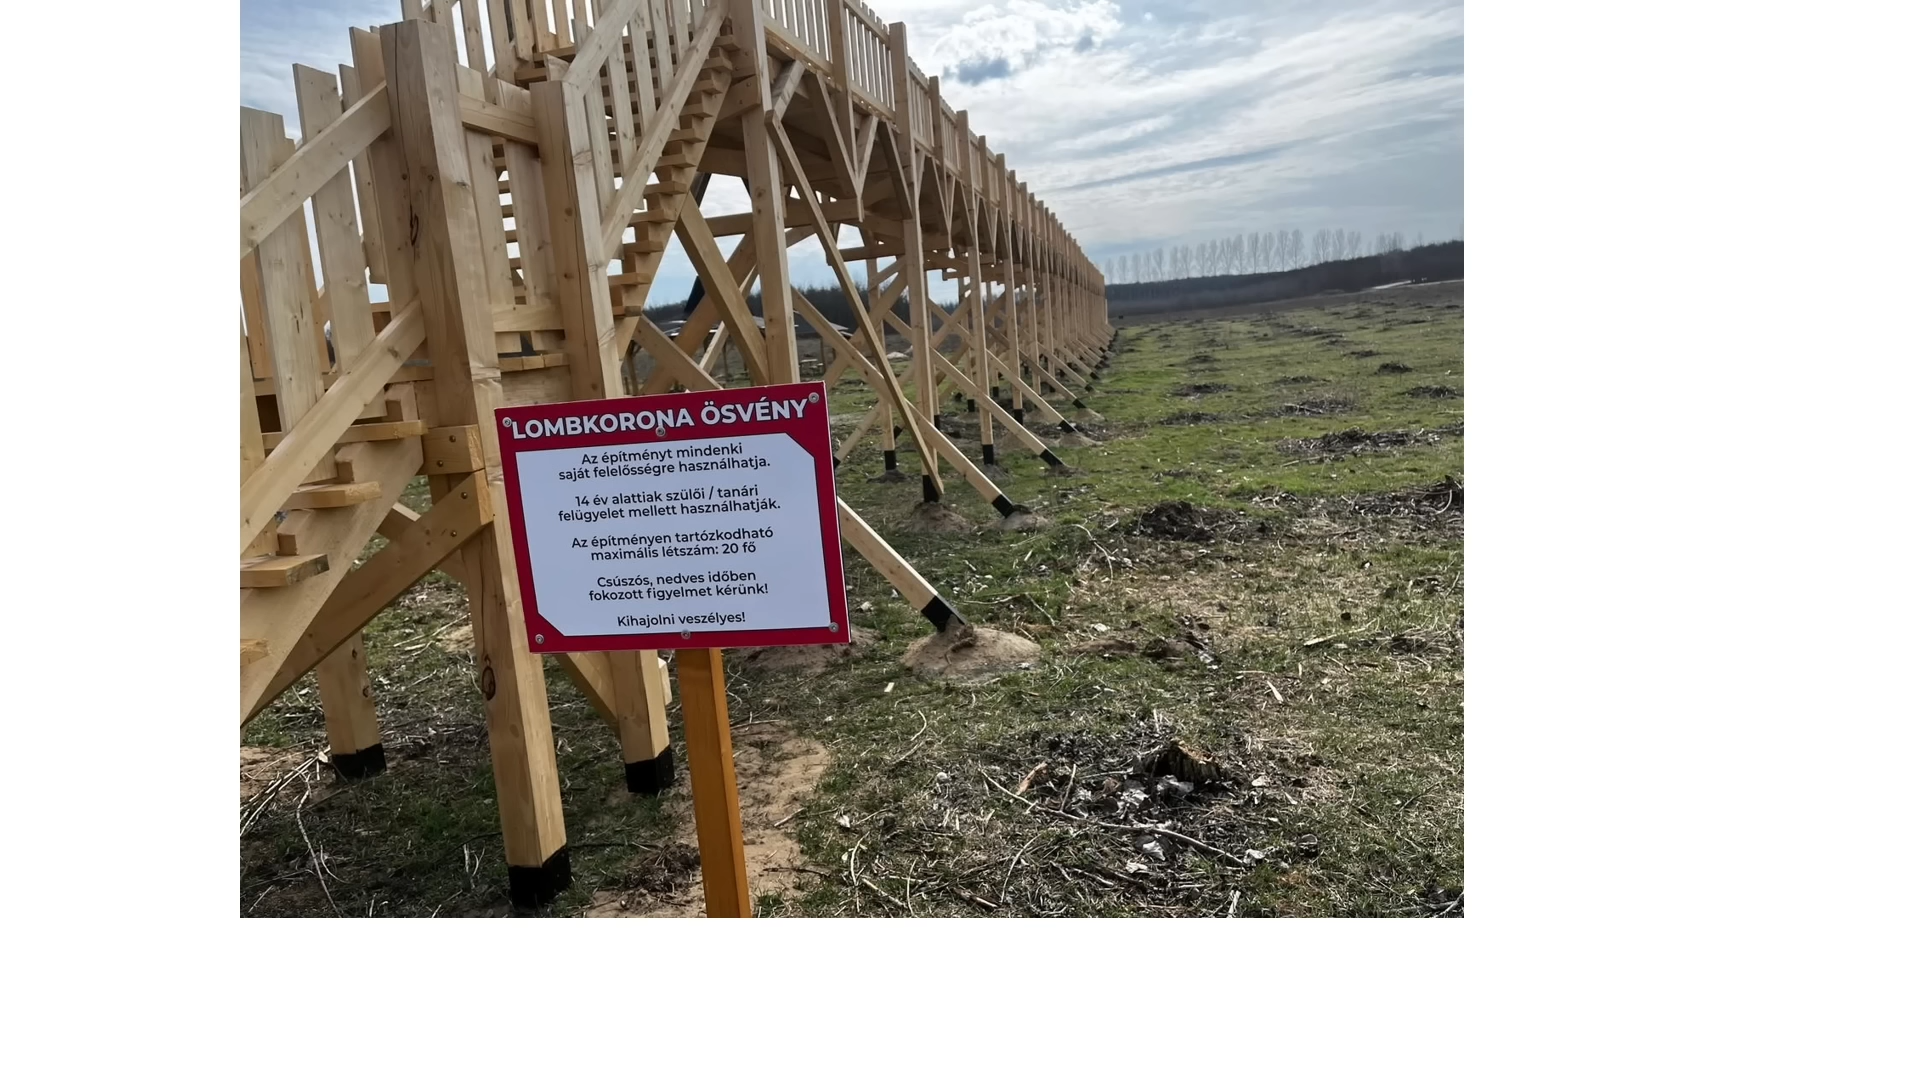 LOMBKORONA ÖSVÉNY
Az építményt mindenki
saját felelősségre használhatja.
14 év alattiak szülői / tanári
felügyelet mellett használhatják.
Az építményen tartózkodható
maximális létszám: 20 fő
Csúszós, nedves időben
fokozott figyelmet kérünk!
Kihajolni veszélyes!